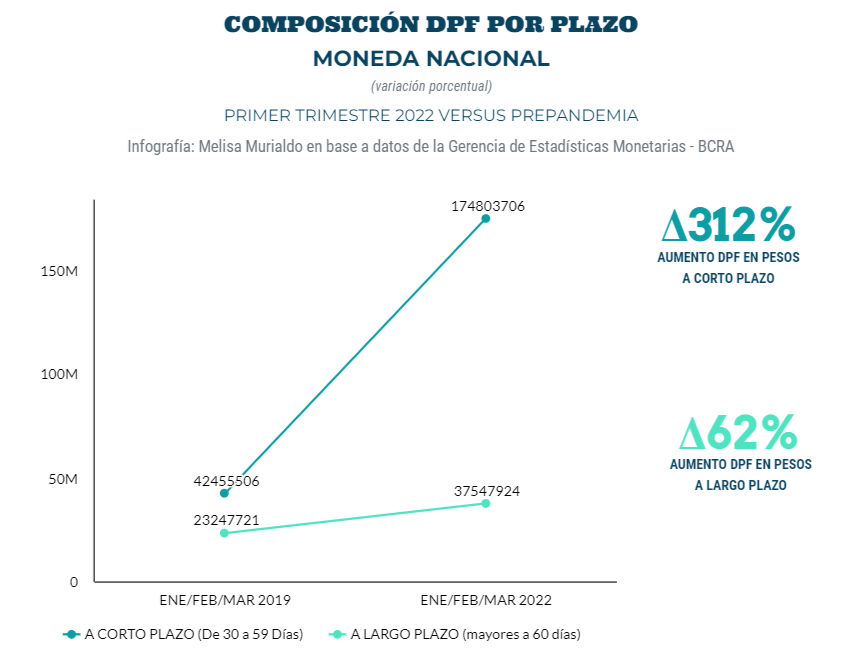 COMPOSICIÓN DPF POR PLAZO
MONEDA NACIONAL
(variación porcentual)
PRIMER TRIMESTRE 2022 VERSUS PREPANDEMIA
Infografía: Melisa Murialdo en base a datos de la Gerencia de Estadísticas Monetarias - BCRA
174803706
150M
100M
50M
0
42455506
23247721
37547924
ENE/FEB/MAR 2019
ENE/FEB/MAR 2022
A CORTO PLAZO (De 30 a 59 Días)
A LARGO PLAZO (mayores a 60 días)
Δ312%
AUMENTO DPF EN PESOS
A CORTO PLAZO
Δ62%
AUMENTO DPF EN PESOS
A LARGO PLAZO